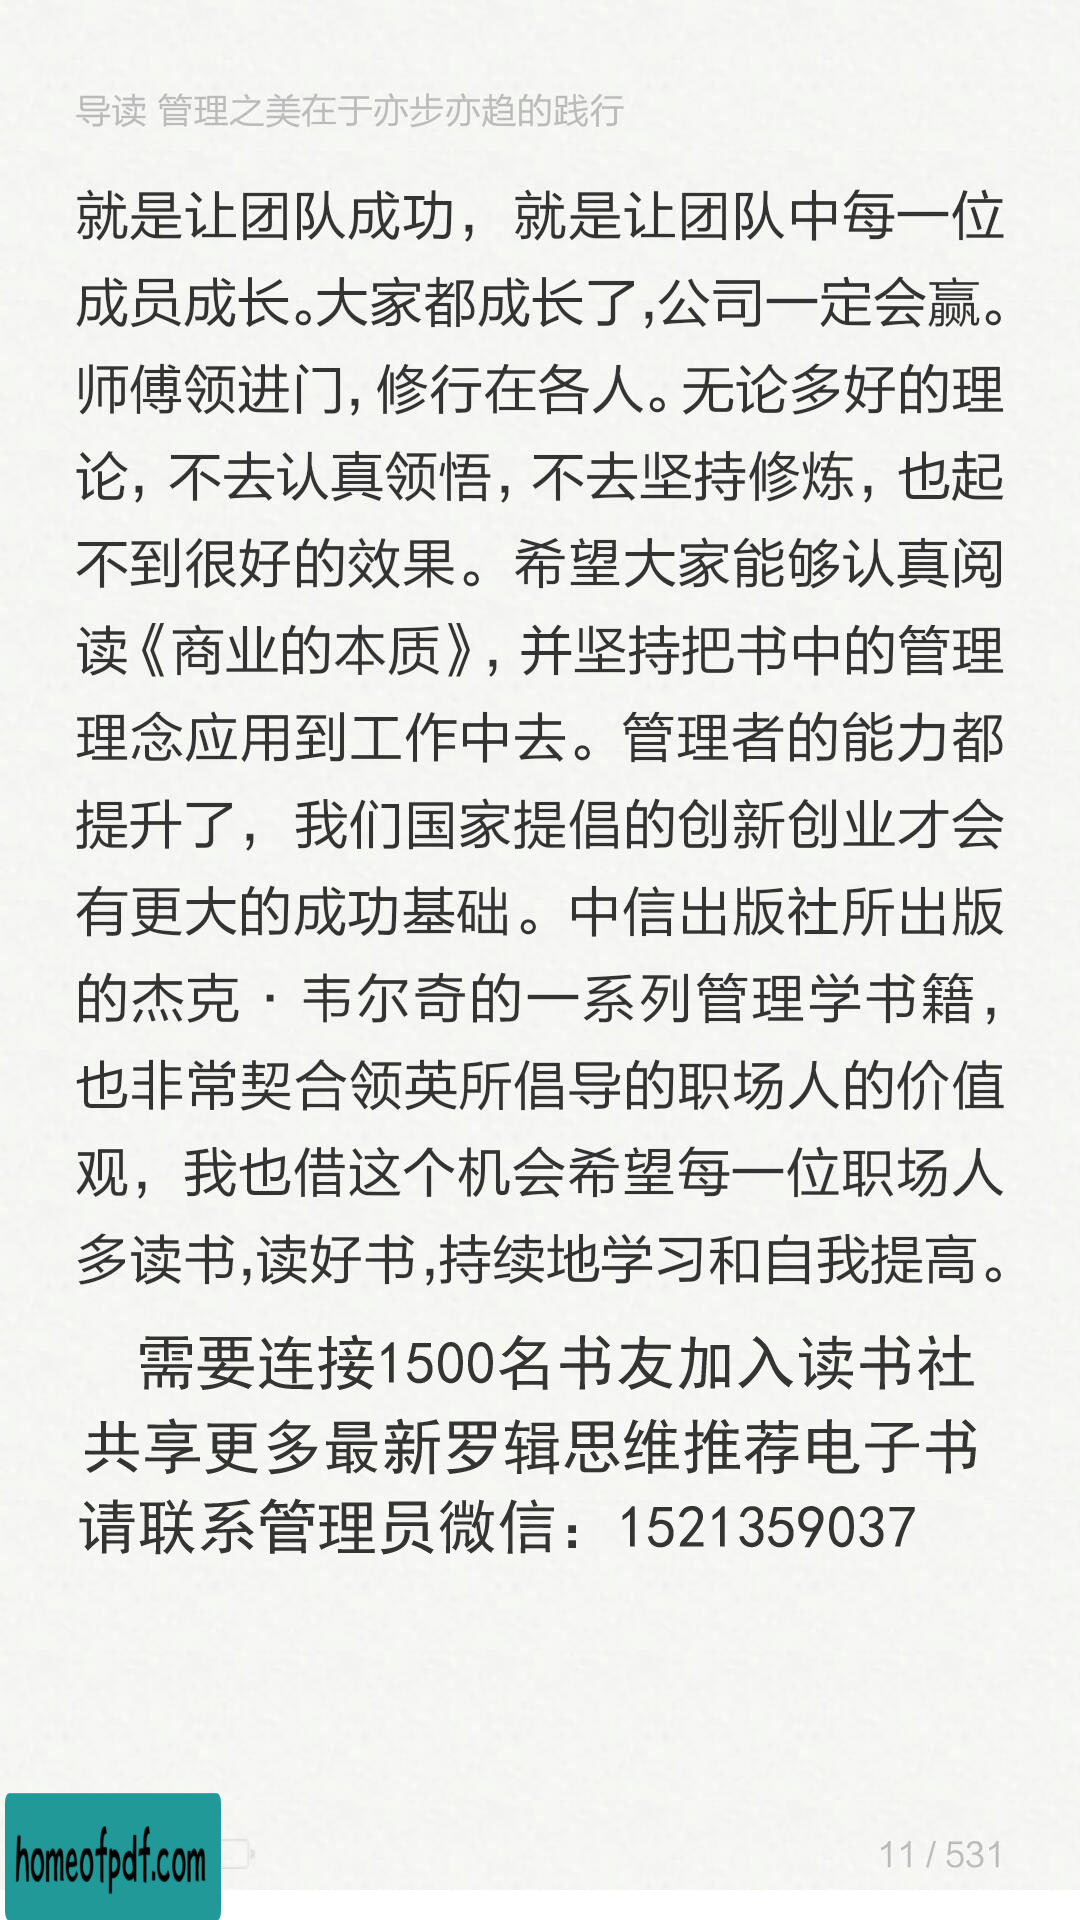 导读 管理之美在于亦步亦趋的践行
就是让团队成功，就是让团队中每一位
成员成长。大家都成长了，公司一定会赢。
师傅领进门，修行在各人。无论多好的理
论，不去认真领悟，不去坚持修炼，也起
不到很好的效果。希望大家能够认真阅
读《商业的本质》，并坚持把书中的管理
理念应用到工作中去。管理者的能力都
提升了，我们国家提倡的创新创业才会
有更大的成功基础。中信出版社所出版
的杰克·韦尔奇的一系列管理学书籍，
也非常契合领英所倡导的职场人的价值
观，我也借这个机会希望每一位职场人
多读书，读好书，持续地学习和自我提高。
需要连接1500名书友加入读书社
共享更多最新罗辑思维推荐电子书
请联系管理员微信：1521359037
homeofpdf.com
11 / 531